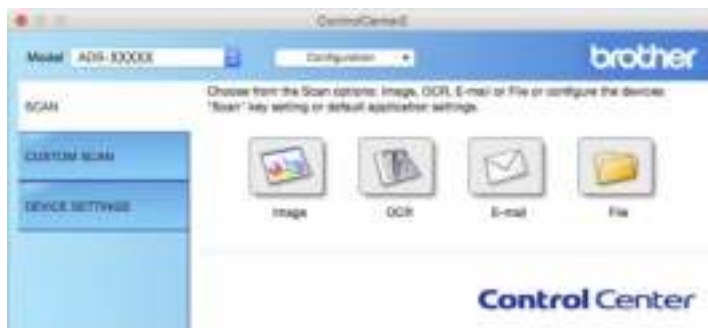 ControlCenter2
Model ADS-XXXXX
Configuration
brother
SCAN
Choose from the Scan options: Image, OCR, E-mail or File or configure the devices
"Scan" key setting or default application settings.
CUSTOM SCAN
DEVICE SETTINGS
Image
OCR
E-mail
File
Control Center